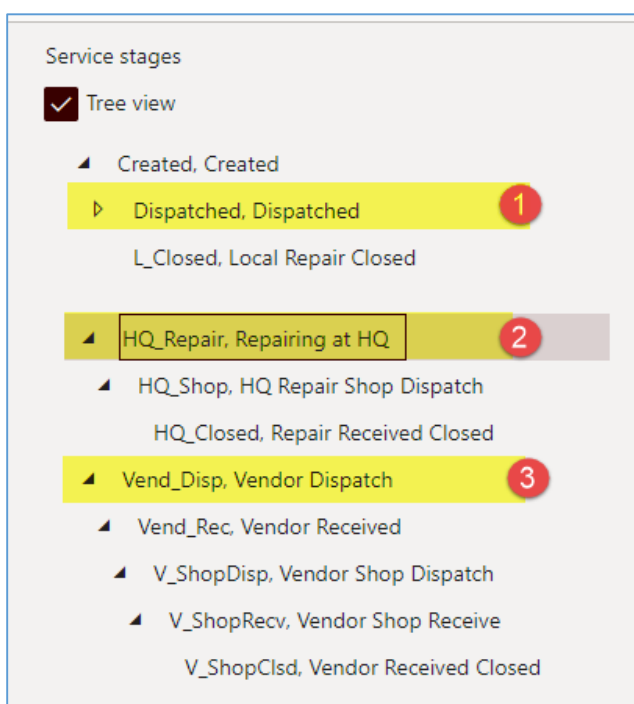 Service stages
Tree view
Created, Created
Dispatched, Dispatched 1
L_Closed, Local Repair Closed
HQ_Repair, Repairing at HQ 2
HQ_Shop, HQ Repair Shop Dispatch
HQ_Closed, Repair Received Closed
Vend_Disp, Vendor Dispatch 3
Vend_Rec, Vendor Received
V_ShopDisp, Vendor Shop Dispatch
V_ShopRecv, Vendor Shop Receive
V_ShopClsd, Vendor Received Closed